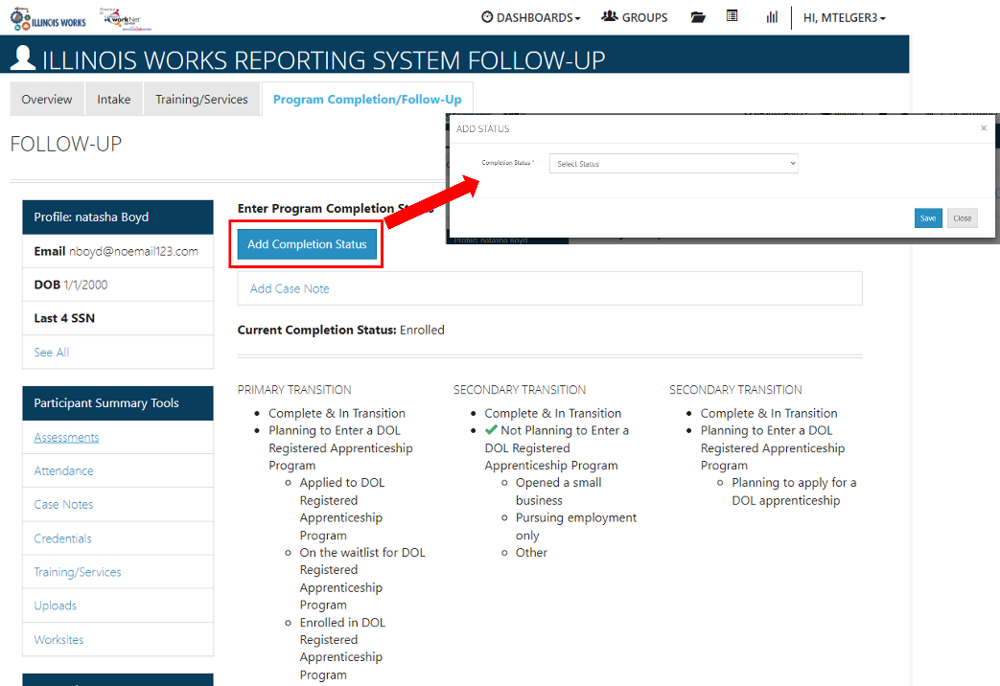 ILLINOIS WORKS
Powered by
workNet
DASHBOARDS
GROUPS
HI, MTELGER3
ILLINOIS WORKS REPORTING SYSTEM FOLLOW-UP
Overview
Intake
Training/Services
Program Completion/Follow-Up
FOLLOW-UP
ADD STATUS
×
Completion Status *
Select Status
Save
Close
Profile: natasha Boyd
Profile: natasha Boyd
Email nboyd@noemail123.com
DOB 1/1/2000
Last 4 SSN
See All
Participant Summary Tools
Assessments
Attendance
Case Notes
Credentials
Training/Services
Uploads
Worksites
Enter Program Completion Status
Add Completion Status
Add Case Note
Current Completion Status: Enrolled
PRIMARY TRANSITION
Complete & In Transition
Planning to Enter a DOL
Registered Apprenticeship
Program
Applied to DOL
Registered
Apprenticeship
Program
On the waitlist for DOL
Registered
Apprenticeship
Program
Enrolled in DOL
Registered
Apprenticeship
Program
SECONDARY TRANSITION
Complete & In Transition
Not Planning to Enter a
DOL Registered
Apprenticeship Program
Opened a small
business
Pursuing employment
only
Other
SECONDARY TRANSITION
Complete & In Transition
Planning to Enter a DOL
Registered Apprenticeship
Program
Planning to apply for a
DOL apprenticeship